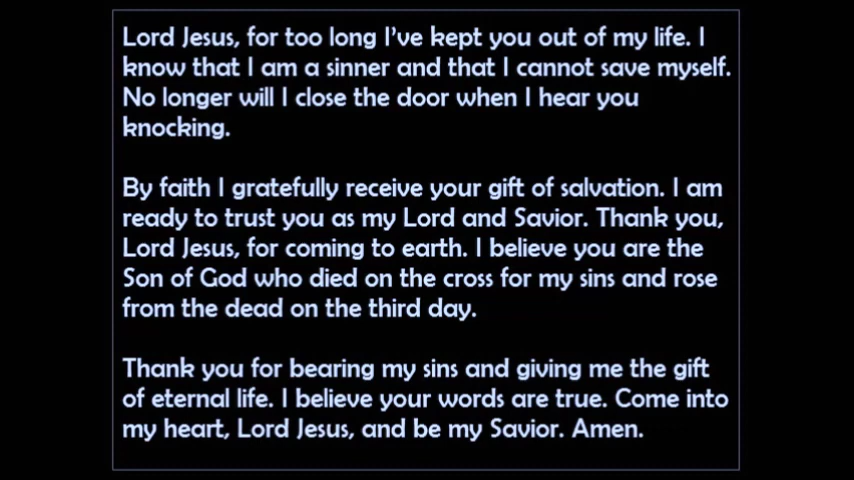 Lord Jesus, for too long I've kept you out of my life. I
know that I am a sinner and that I cannot save myself.
No longer will I close the door when I hear you
knocking.
By faith I gratefully receive your gift of salvation. I am
ready to trust you as my Lord and Savior. Thank you,
Lord Jesus, for coming to earth. I believe you are the
Son of God who died on the cross for my sins and rose
from the dead on the third day.
Thank you for bearing my sins and giving me the gift
of eternal life. I believe your words are true. Come into
my heart, Lord Jesus, and be my Savior. Amen.